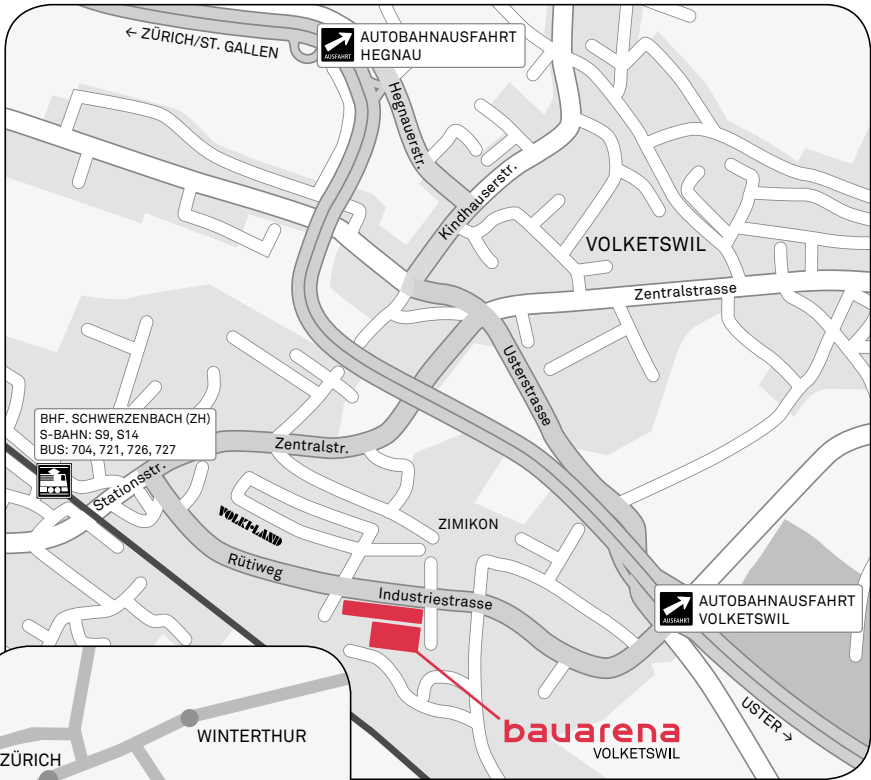 ← ZÜRICH/ST. GALLEN
AUSFAHRT
AUTOBAHNAUSFAHRT
HEGNAU
Hegnauerstr.
Kindhauserstr.
VOLKETSWIL
Zentralstrasse
Usterstrasse
BHF. SCHWERZENBACH (ZH)
S-BAHN: S9, S14
BUS: 704, 721, 726, 727
Zentralstr.
Stationsstr.
VOLKI-LAND
ZIMIKON
Rütiweg
Industriestrasse
AUSFAHRT
AUTOBAHNAUSFAHRT
VOLKETSWIL
USTER →
bauarena
VOLKETSWIL
WINTERTHUR
ZÜRICH